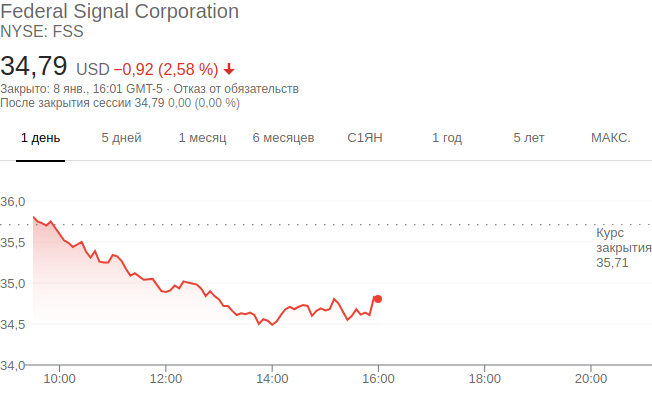 Federal Signal Corporation
NYSE: FSS
34,79 USD −0,92 (2,58 %)
Закрыто: 8 янв., 16:01 GMT-5 · Отказ от обязательств
После закрытия сессии 34,79 0,00 (0,00 %)
1 день 5 дней 1 месяц 6 месяцев С1ЯН 1 год 5 лет МАКС.
36,0
Курс
35,5 закрытия
35,71
35,0
34,5
34,0
10:00 12:00 14:00 16:00 18:00 20:00